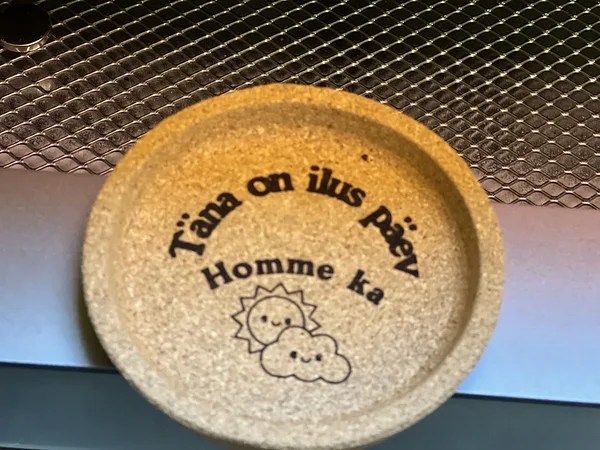 Täna on ilus päev
Homme ka